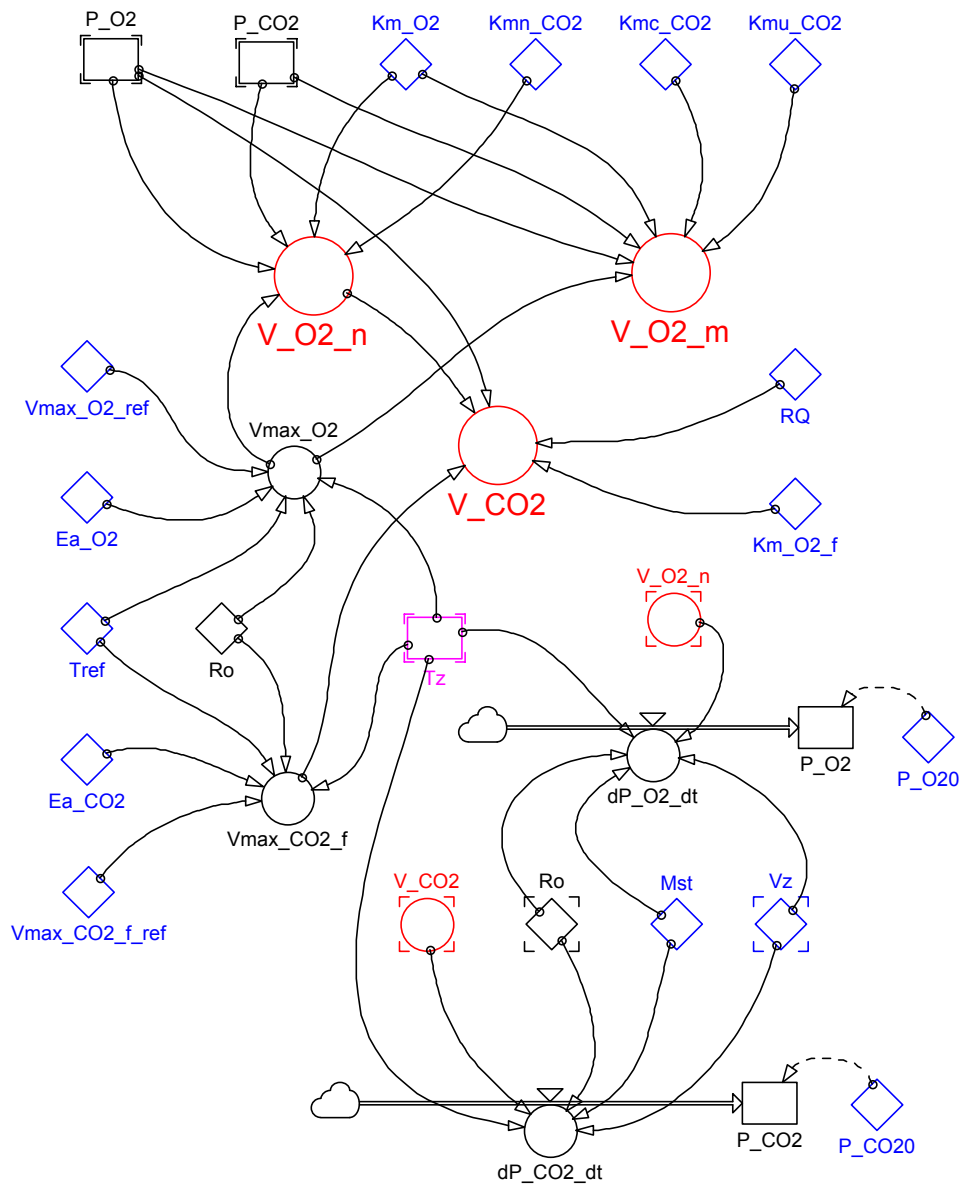 P_O2
P_CO2
Km_O2
Kmn_CO2
Kmc_CO2
Kmu_CO2
V_O2_n
V_O2_m
Vmax_O2_ref
Vmax_O2
RQ
V_CO2
Ea_O2
Km_O2_f
V_O2_n
Tref
Ro
Tz
P_O2
P_O20
Ea_CO2
dP_O2_dt
Vmax_CO2_f
V_CO2
Ro
Mst
Vz
Vmax_CO2_f_ref
P_CO2
P_CO20
dP_CO2_dt